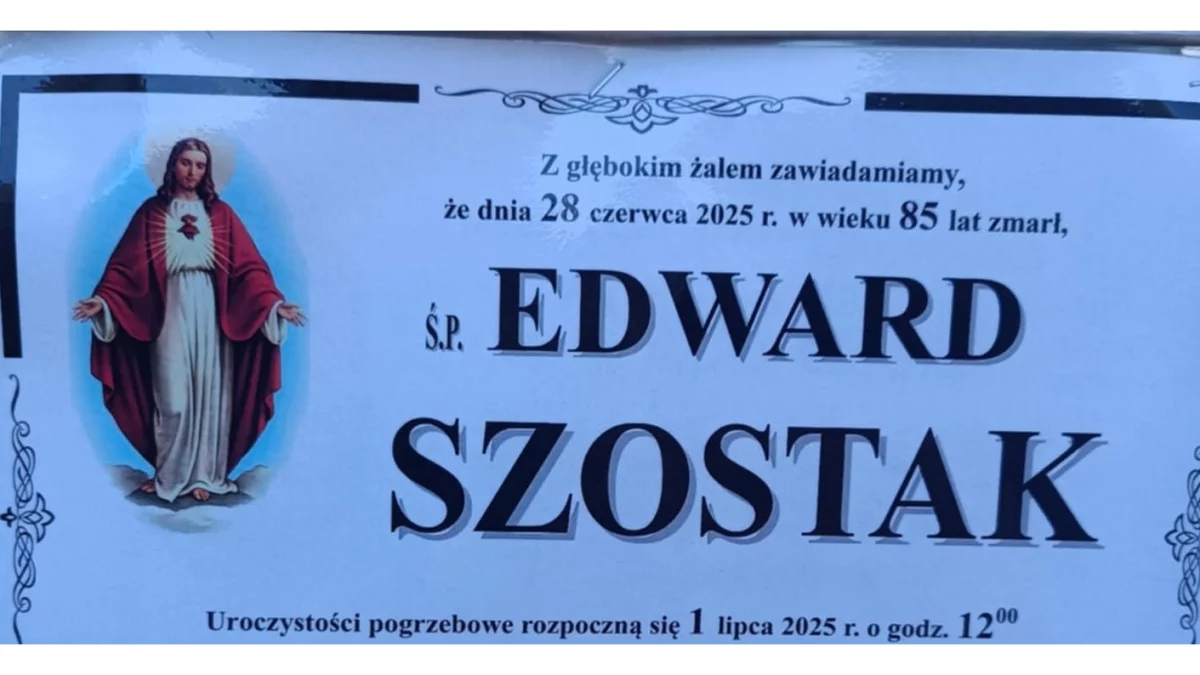 Z głębokim żalem zawiadamiamy,
że dnia 28 czerwca 2025 r. w wieku 85 lat zmarł,
Ś.P. EDWARD
SZOSTAK
Uroczystości pogrzebowe rozpoczną się 1 lipca 2025 r. o godz. 12⁰⁰